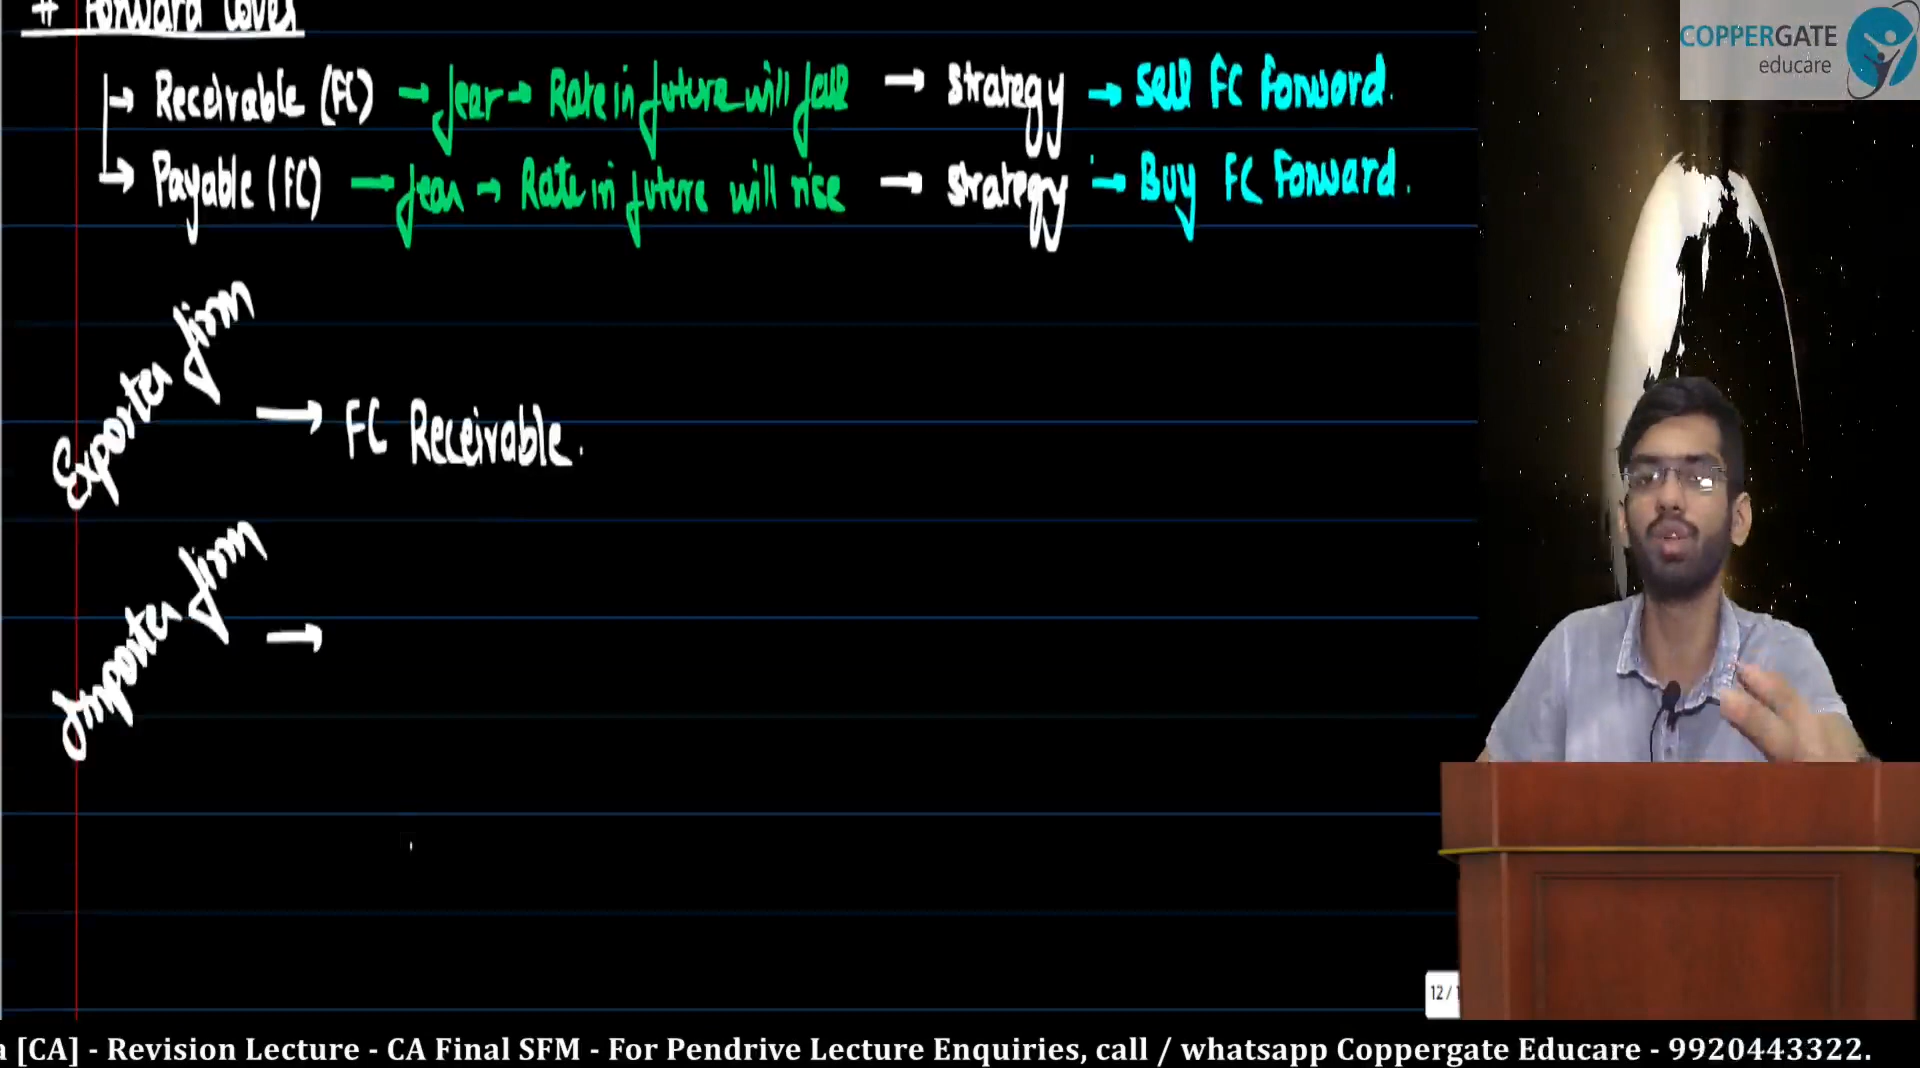 # Forward Cover
→ Receivable (FC) → fear → Rate in future will fall → Strategy → Sell FC Forward.
→ Payable (FC) → fear → Rate in future will rise → Strategy → Buy FC Forward.
Exporter firm → FC Receivable.
Importer firm →
COPPERGATE
educare
12/1
a [CA] - Revision Lecture - CA Final SFM - For Pendrive Lecture Enquiries, call / whatsapp Coppergate Educare - 9920443322.